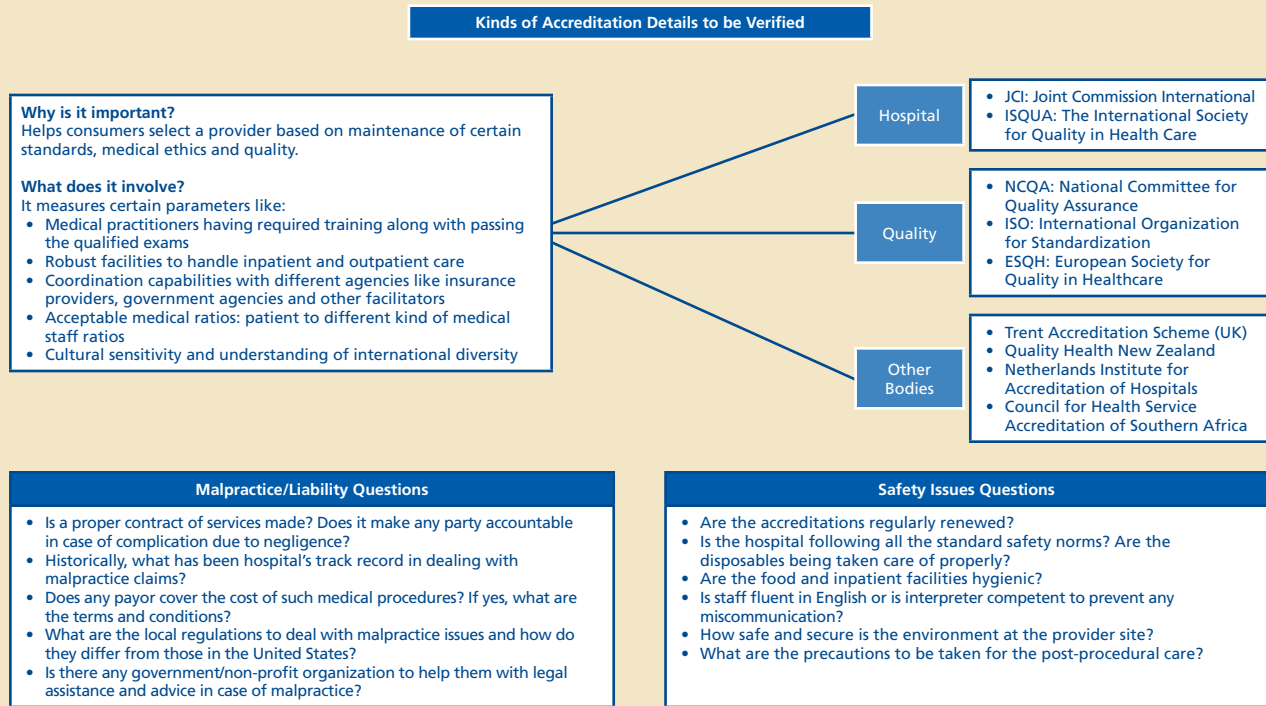 Kinds of Accreditation Details to be Verified
Why is it important?
Helps consumers select a provider based on maintenance of certain
standards, medical ethics and quality.
What does it involve?
It measures certain parameters like:
• Medical practitioners having required training along with passing
the qualified exams
• Robust facilities to handle inpatient and outpatient care
• Coordination capabilities with different agencies like insurance
providers, government agencies and other facilitators
• Acceptable medical ratios: patient to different kind of medical
staff ratios
• Cultural sensitivity and understanding of international diversity
Hospital
• JCI: Joint Commission International
• ISQUA: The International Society
for Quality in Health Care
Quality
• NCQA: National Committee for
Quality Assurance
• ISO: International Organization
for Standardization
• ESQH: European Society for
Quality in Healthcare
Other
Bodies
• Trent Accreditation Scheme (UK)
• Quality Health New Zealand
• Netherlands Institute for
Accreditation of Hospitals
• Council for Health Service
Accreditation of Southern Africa
Malpractice/Liability Questions
• Is a proper contract of services made? Does it make any party accountable
in case of complication due to negligence?
• Historically, what has been hospital's track record in dealing with
malpractice claims?
• Does any payor cover the cost of such medical procedures? If yes, what are
the terms and conditions?
• What are the local regulations to deal with malpractice issues and how do
they differ from those in the United States?
• Is there any government/non-profit organization to help them with legal
assistance and advice in case of malpractice?
Safety Issues Questions
• Are the accreditations regularly renewed?
• Is the hospital following all the standard safety norms? Are the
disposables being taken care of properly?
• Are the food and inpatient facilities hygienic?
• Is staff fluent in English or is interpreter competent to prevent any
miscommunication?
• How safe and secure is the environment at the provider site?
• What are the precautions to be taken for the post-procedural care?